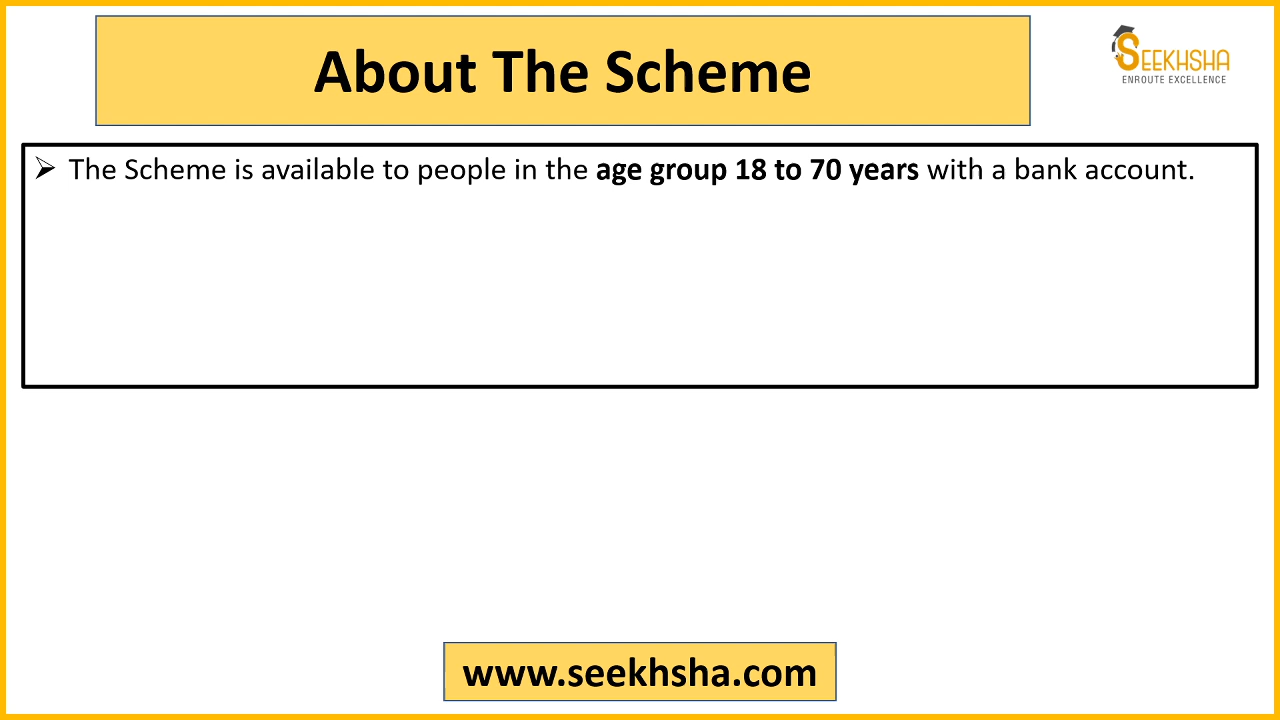 About The Scheme
SEEKHSHA
ENROUTE EXCELLENCE
➢ The Scheme is available to people in the age group 18 to 70 years with a bank account.
www.seekhsha.com